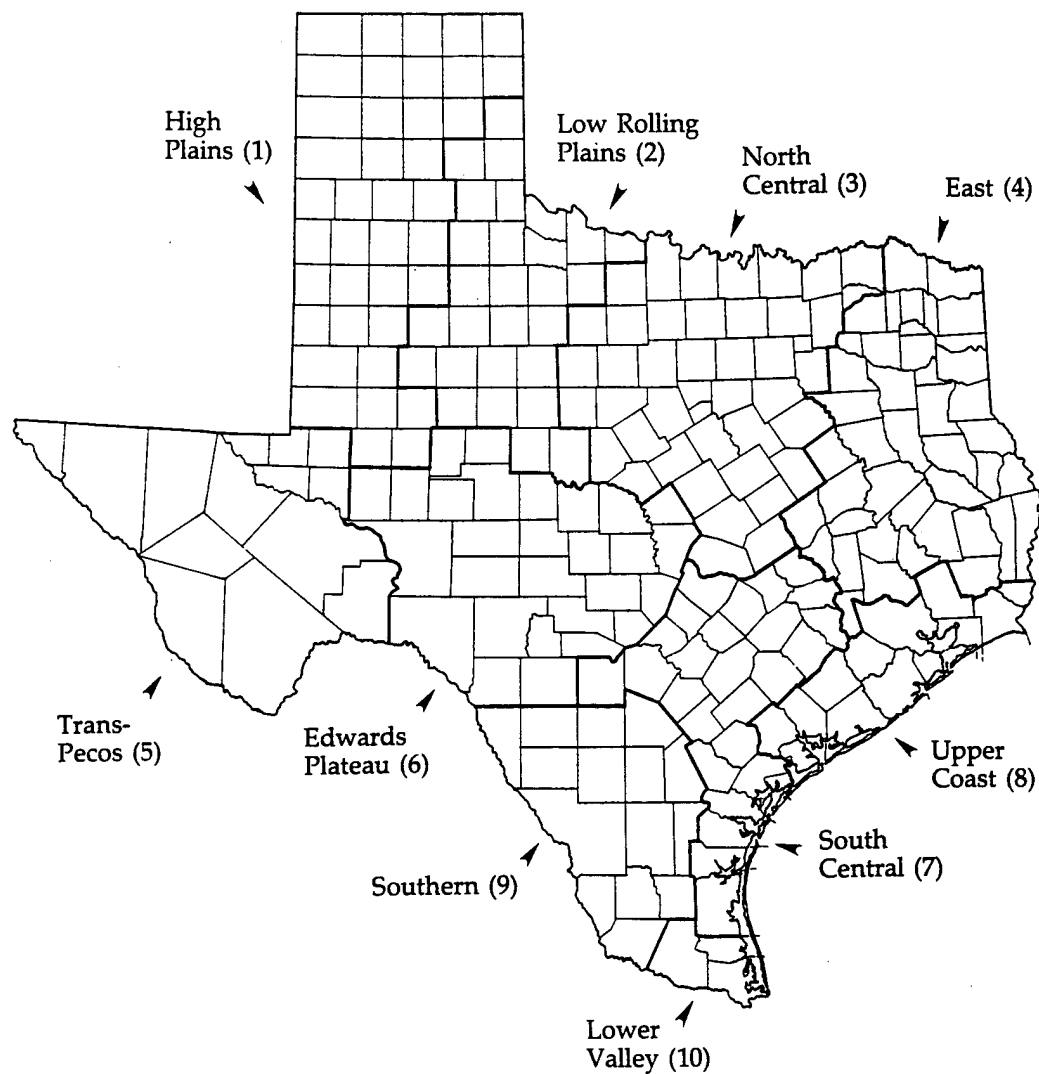 High
Plains (1)
Low Rolling
Plains (2)
North
Central (3)
East (4)
Trans-
Pecos (5)
Edwards
Plateau (6)
Upper
Coast (8)
South
Central (7)
Southern (9)
Lower
Valley (10)